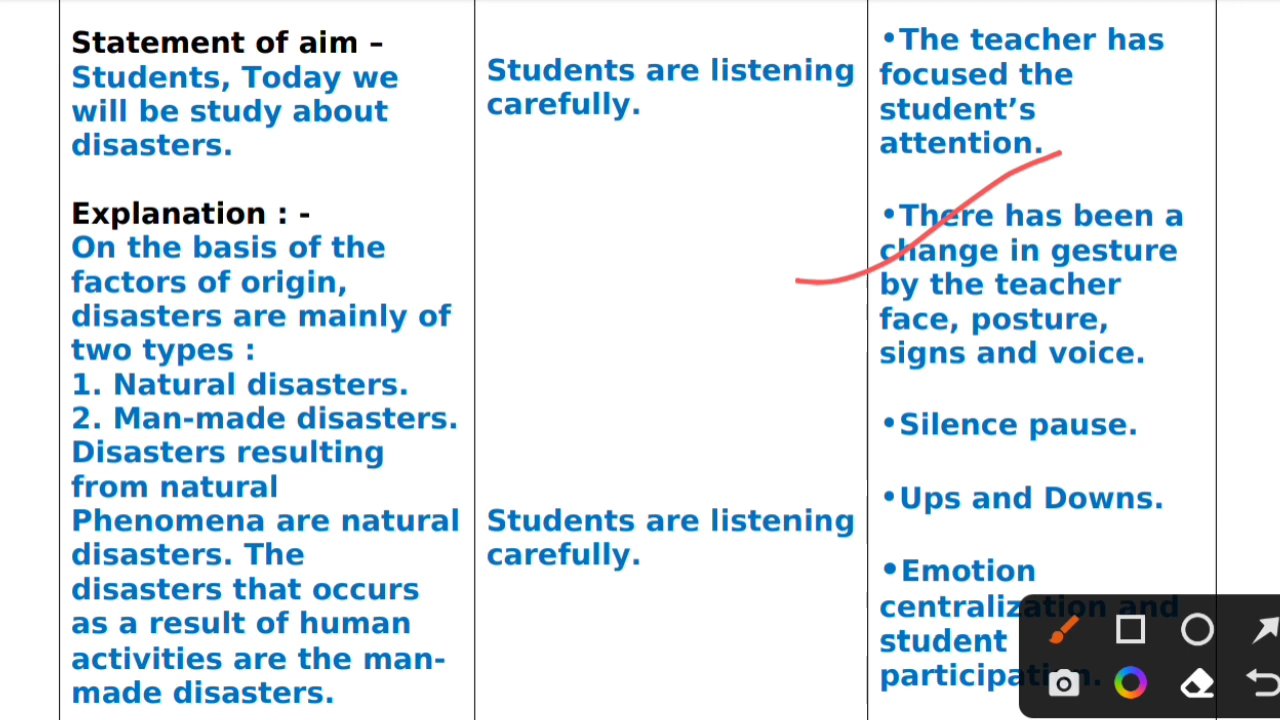 Statement of aim –
Students, Today we
will be study about
disasters.
Explanation : -
On the basis of the
factors of origin,
disasters are mainly of
two types :
1. Natural disasters.
2. Man-made disasters.
Disasters resulting
from natural
Phenomena are natural
disasters. The
disasters that occurs
as a result of human
activities are the man-
made disasters.
Students are listening
carefully.
Students are listening
carefully.
•The teacher has
focused the
student’s
attention.
•There has been a
change in gesture
by the teacher
face, posture,
signs and voice.
•Silence pause.
•Ups and Downs.
•Emotion
centralization and
student
participation.